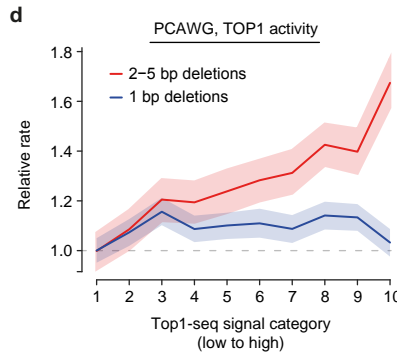 d
PCAWG, TOP1 activity
2–5 bp deletions
1 bp deletions
Relative rate
1.8
1.6
1.4
1.2
1.0
1 2 3 4 5 6 7 8 9 10
Top1-seq signal category
(low to high)